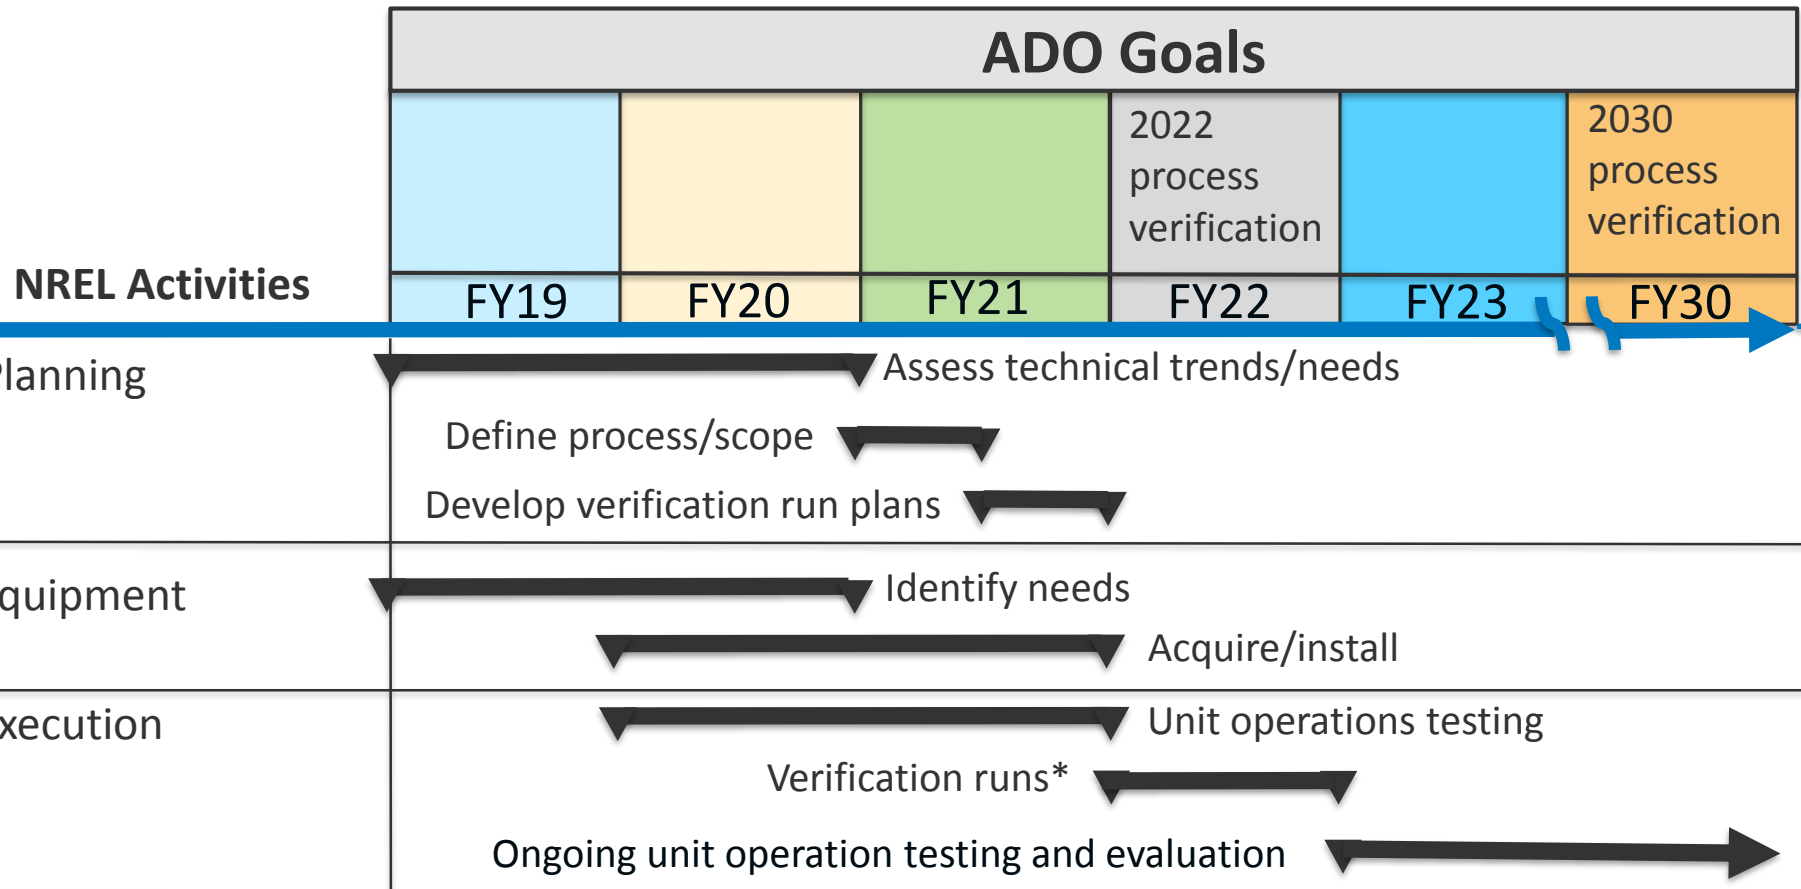 ADO Goals
2022
process
verification
2030
process
verification
NREL Activities
FY19 FY20 FY21 FY22 FY23 FY30
Planning
Assess technical trends/needs
Define process/scope
Develop verification run plans
quipment
Identify needs
Acquire/install
xecution
Unit operations testing
Verification runs*
Ongoing unit operation testing and evaluation